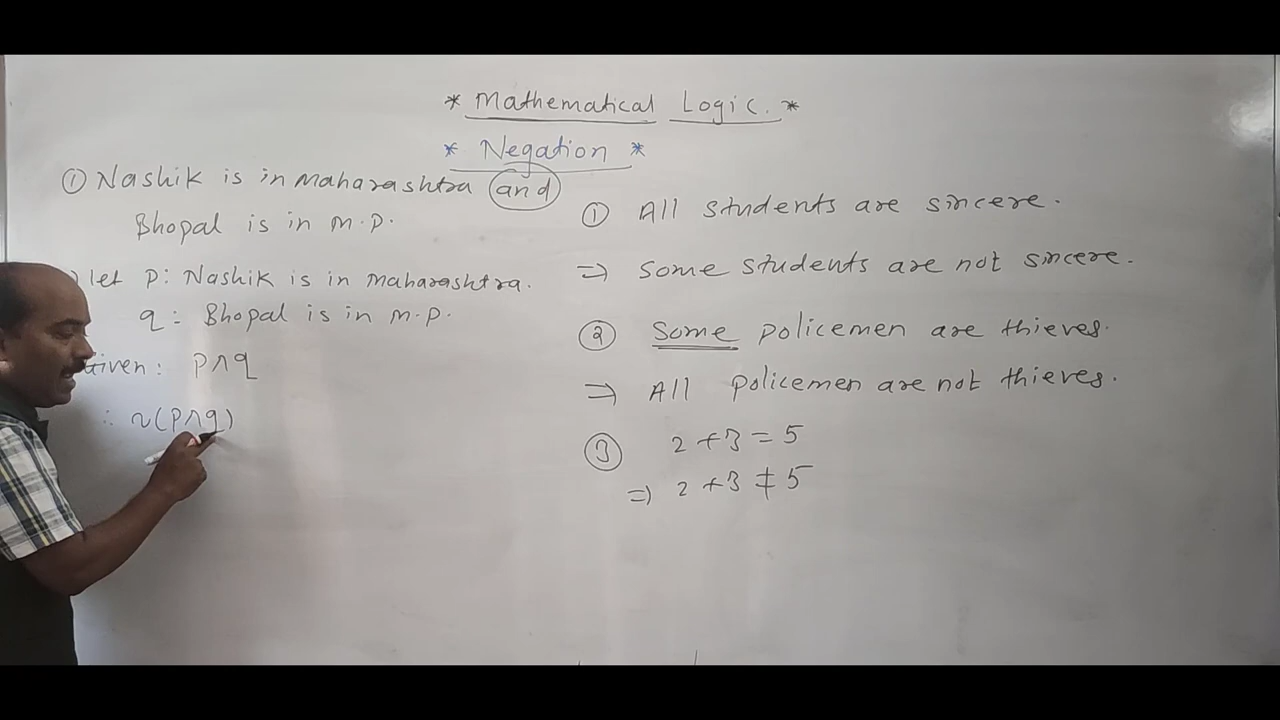 * Mathematical Logic. *
* Negation *
① Nashik is in maharashtra and
Bhopal is in M.P.
let p: Nashik is in maharashtra.
q: Bhopal is in M.P.
Given: p∧q
∴ ~(p∧q)
① All students are sincere.
=> Some students are not sincere.
② Some policemen are thieves.
=> All policemen are not thieves.
③ 2+3=5
=> 2+3≠5